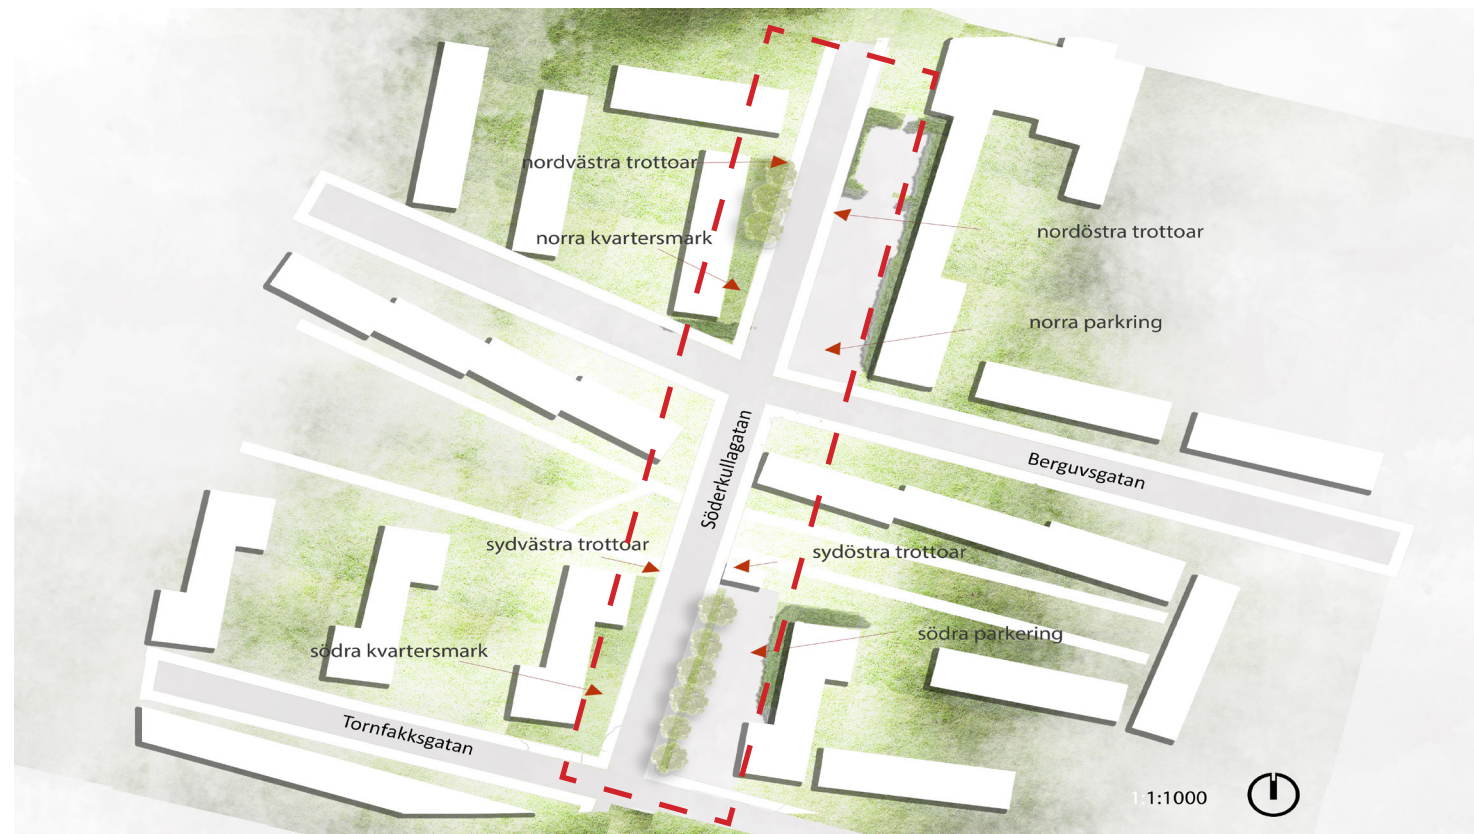 nordvästra trottoar
norra kvartersmark
nordöstra trottoar
norra parkring
Söderkullagatan
Berguvsgatan
sydvästra trottoar
sydöstra trottoar
södra parkering
södra kvartersmark
Tornfakksgatan
1:1:1000